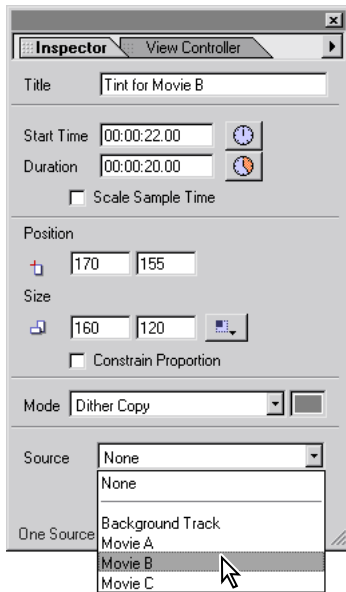 Inspector View Controller
Title Tint for Movie B
Start Time 00:00:22.00
Duration 00:00:20.00
Scale Sample Time
Position
170 155
Size
160 120
Constrain Proportion
Mode Dither Copy
Source None
None
Background Track
One Source
Movie A
Movie B
Movie C